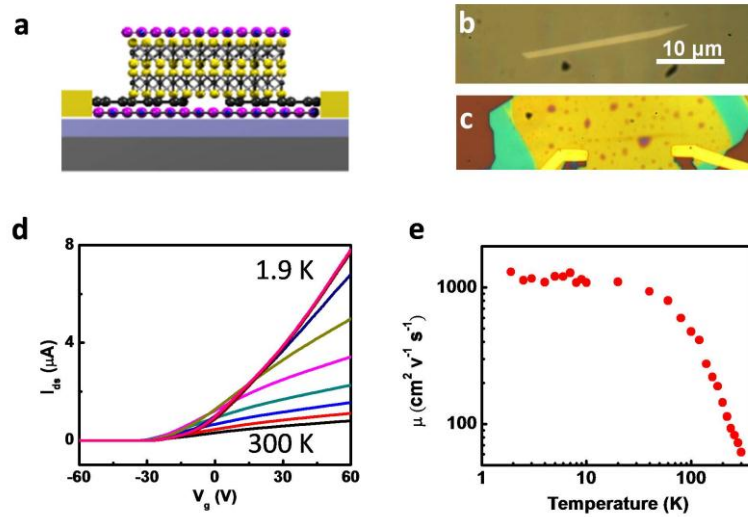 a
b
10 µm
c
d
8
4
0
1.9 K
300 K
I_ds (µA)
-60 -30 0 30 60
V_g (V)
e
1000
100
µ (cm² v⁻¹ s⁻¹)
1 10 100
Temperature (K)